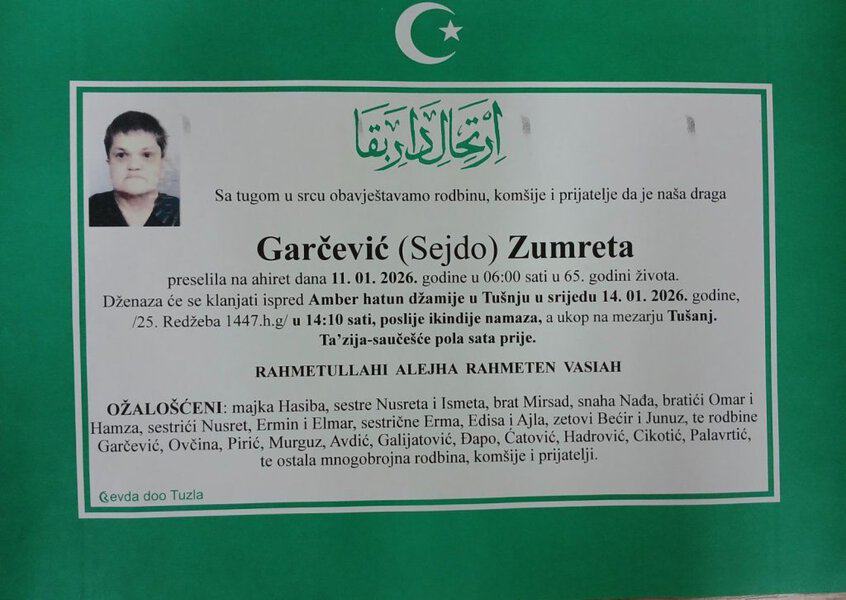 اِرْتِحَالِ دَارِ بَقَا
Sa tugom u srcu obavještavamo rodbinu, komšije i prijatelje da je naša draga
Garčević (Sejdo) Zumreta
preselila na ahiret dana 11. 01. 2026. godine u 06:00 sati u 65. godini života.
Dženaza će se klanjati ispred Amber hatun džamije u Tušnju u srijedu 14. 01. 2026. godine,
/25. Redžeba 1447.h.g/ u 14:10 sati, poslije ikindije namaza, a ukop na mezarju Tušanj.
Ta’zija-saučešće pola sata prije.
RAHMETULLAHI ALEJHA RAHMETEN VASIAH
OŽALOŠĆENI: majka Hasiba, sestre Nusreta i Ismeta, brat Mirsad, snaha Nađa, bratići Omar i
Hamza, sestrići Nusret, Ermin i Elmar, sestrične Erma, Edisa i Ajla, zetovi Bećir i Junuz, te rodbine
Garčević, Ovčina, Pirić, Murguz, Avdić, Galijatović, Đapo, Ćatović, Hadrović, Cikotić, Palavrtić,
te ostala mnogobrojna rodbina, komšije i prijatelji.
evda doo Tuzla